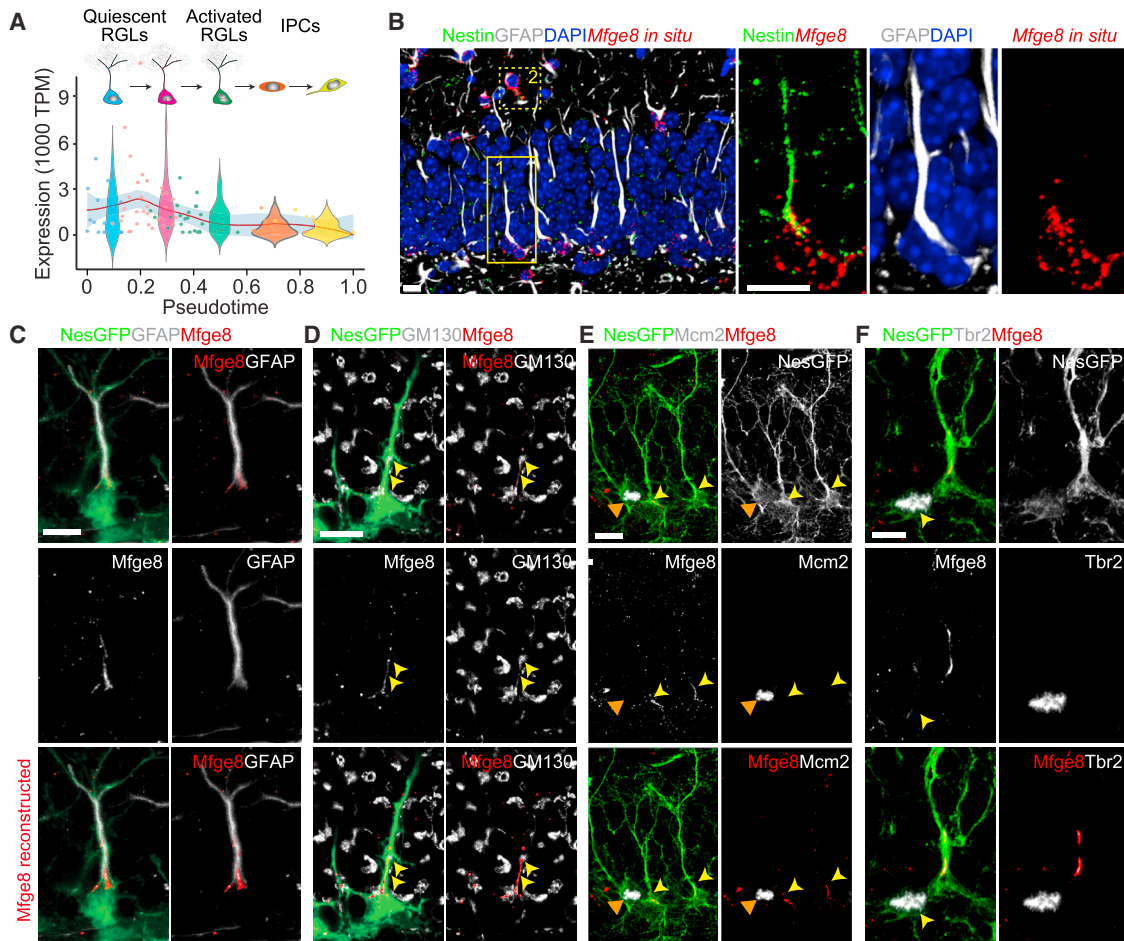 A
Quiescent
RGLs
Activated
RGLs
IPCs
Expression (1000 TPM)
9
6
3
0
0 0.2 0.4 0.6 0.8 1.0
Pseudotime
B
NestinGFAPDAPIMfge8 in situ
NestinMfge8
GFAPDAPI
Mfge8 in situ
2
1
C
NesGFPGFAPMfge8
Mfge8GFAP
Mfge8
GFAP
Mfge8GFAP
D
NesGFPGM130Mfge8
Mfge8GM130
Mfge8
GM130
Mfge8GM130
E
NesGFPMcm2Mfge8
NesGFP
Mfge8
Mcm2
Mfge8Mcm2
F
NesGFPTbr2Mfge8
NesGFP
Mfge8
Tbr2
Mfge8Tbr2
Mfge8 reconstructed